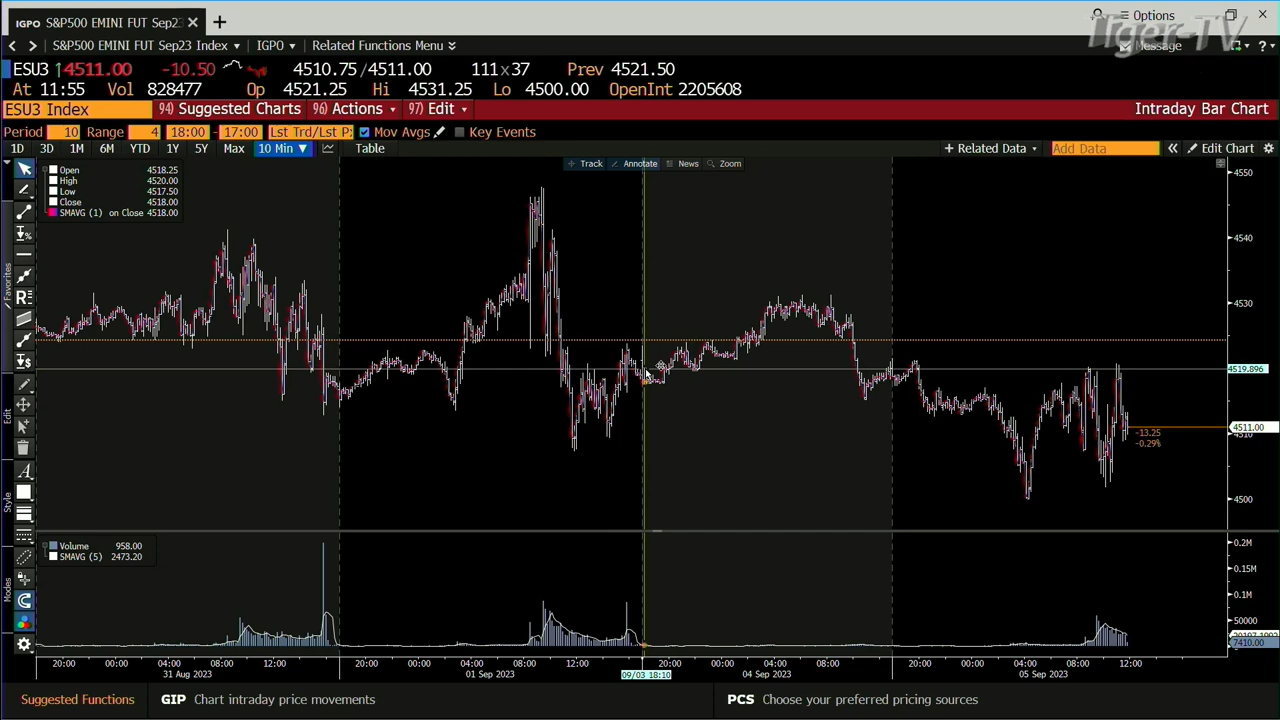 IGPO S&P500 EMINI FUT Sep23 Options
Tiger-TV
S&P500 EMINI FUT Sep23 Index IGPO Related Functions Menu Message ?
ESU3 4511.00 -10.50 4510.75/4511.00 111x37 Prev 4521.50
At 11:55 Vol 828477 Op 4521.25 Hi 4531.25 Lo 4500.00 OpenInt 2205608
ESU3 Index 94) Suggested Charts 96) Actions 97) Edit Intraday Bar Chart
Period 10 Range 4 18:00 - 17:00 Lst Trd/Lst P Mov Avgs Key Events
1D 3D 1M 6M YTD 1Y 5Y Max 10 Min Table + Related Data Add Data « Edit Chart
Track Annotate News Zoom
Open 4518.25
High 4520.00
Low 4517.50
Close 4518.00
SMAVG (1) on Close 4518.00
4550
4540
4530
4519.896
4511.00
4510
4500
-13.25
-0.29%
Favorites
Edit
Style
Modes
Volume 958.00
SMAVG (5) 2473.20
0.2M
0.15M
0.1M
50000
7410.00
20:00 00:00 04:00 08:00 12:00 20:00 00:00 04:00 08:00 12:00 20:00 00:00 04:00 08:00 20:00 00:00 04:00 08:00 12:00
31 Aug 2023 01 Sep 2023 09/03 18:10 04 Sep 2023 05 Sep 2023
Suggested Functions GIP Chart intraday price movements PCS Choose your preferred pricing sources